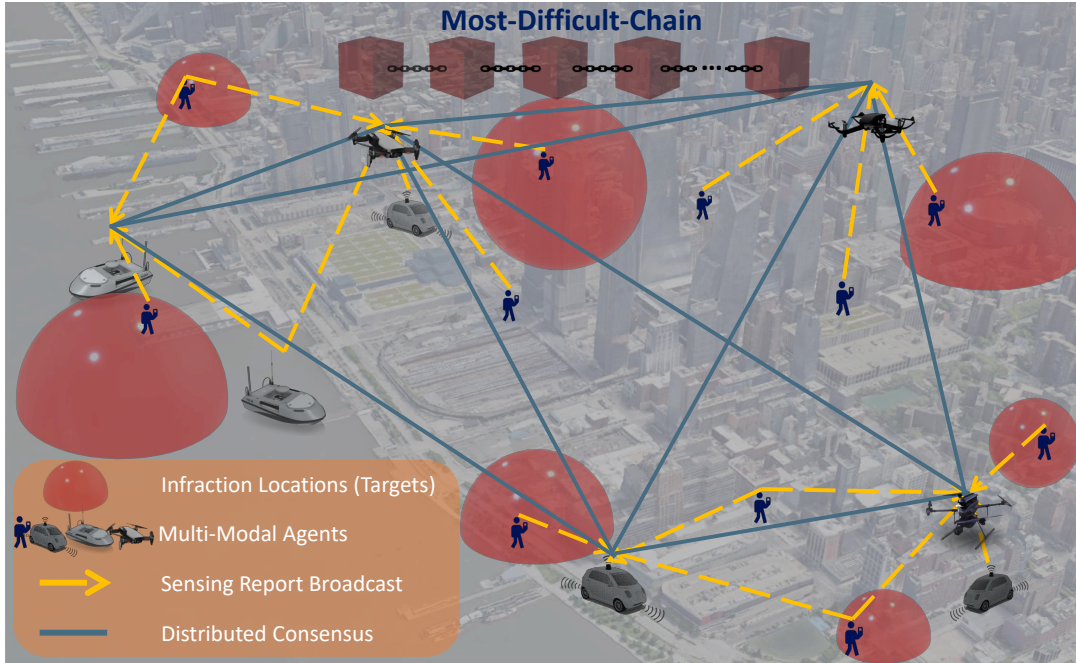 Most-Difficult-Chain
Infraction Locations (Targets)
Multi-Modal Agents
Sensing Report Broadcast
Distributed Consensus